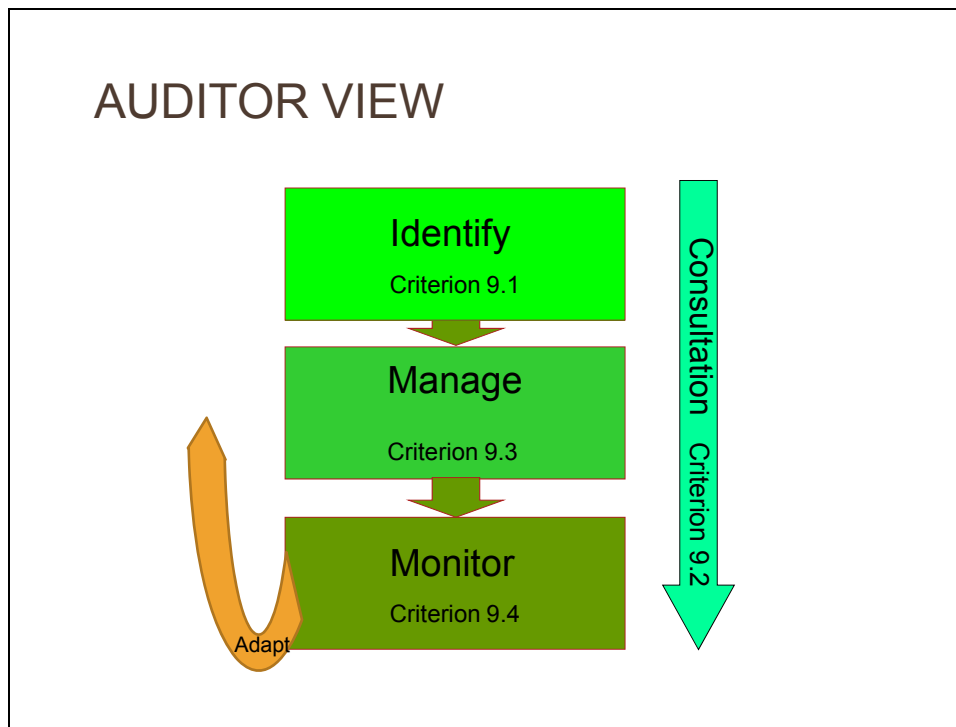 AUDITOR VIEW
Identify
Criterion 9.1
Manage
Criterion 9.3
Monitor
Criterion 9.4
Adapt
Consultation Criterion 9.2